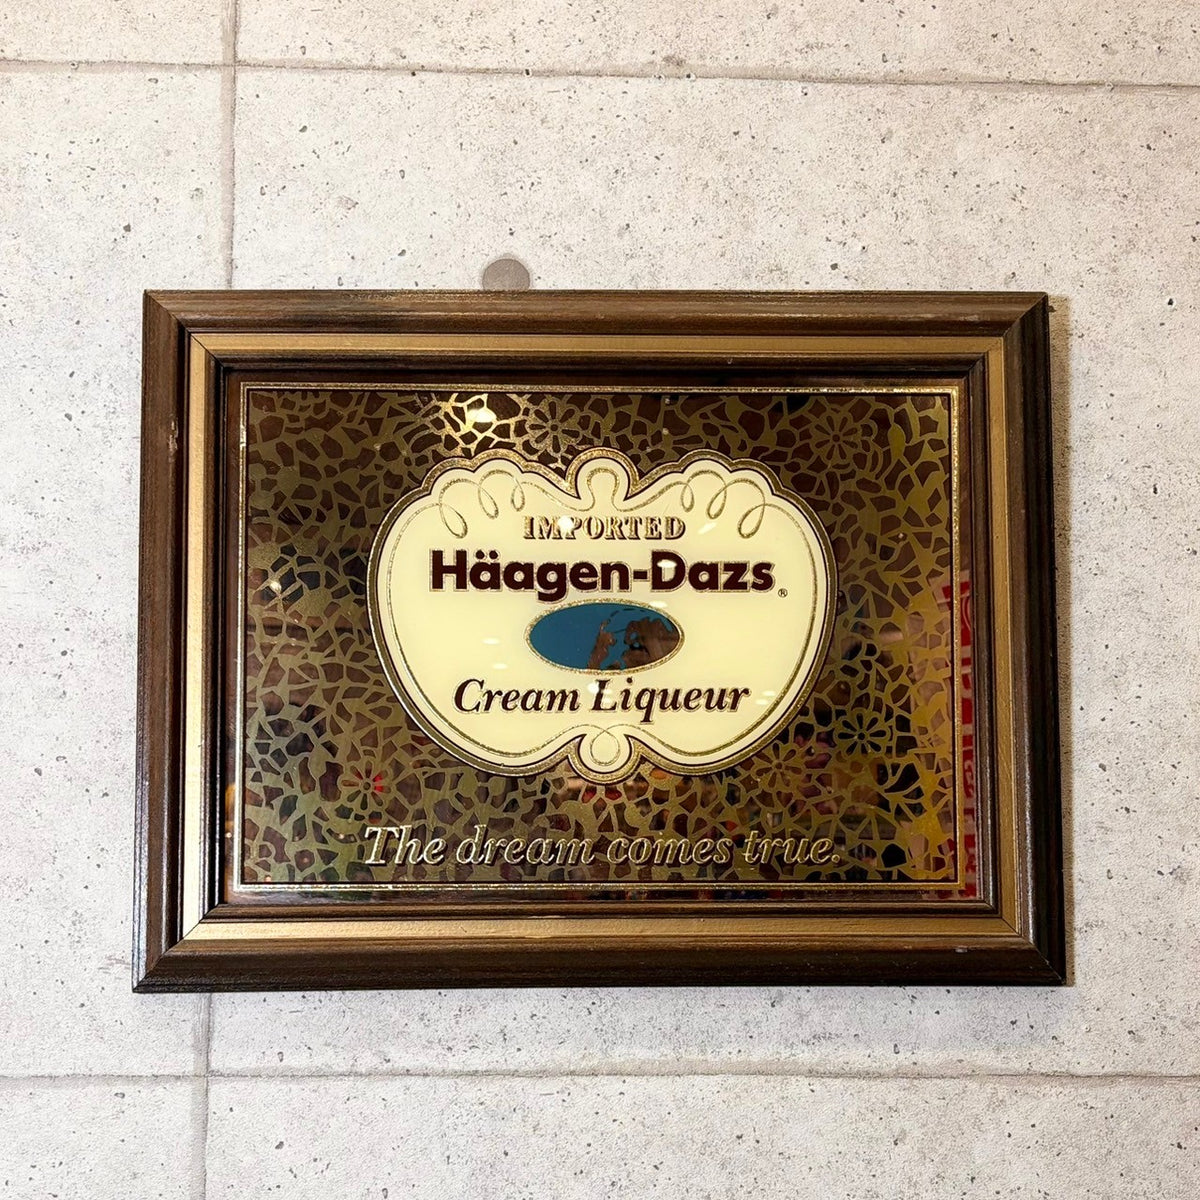 IMPORTED
Häagen-Dazs®
Cream Liqueur
The dream comes true.